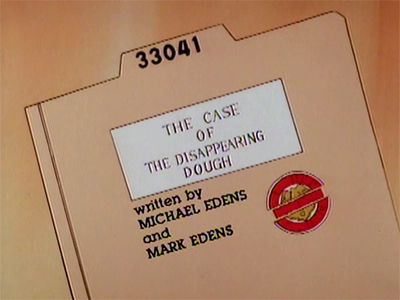 33041
THE CASE
OF
THE DISAPPEARING
DOUGH
written by
MICHAEL EDENS
and
MARK EDENS